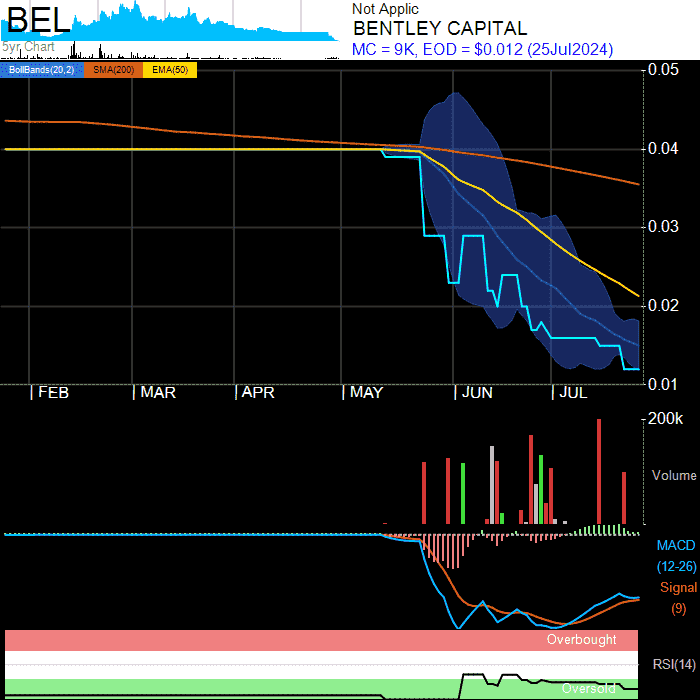 BEL
5yr Chart
Not Applic
BENTLEY CAPITAL
MC = 9K, EOD = $0.012 (25Jul2024)
BollBands(20,2) SMA(200) EMA(50)
0.05
0.04
0.03
0.02
0.01
FEB MAR APR MAY JUN JUL
200k
Volume
MACD
(12-26)
Signal
(9)
Overbought
RSI(14)
Oversold